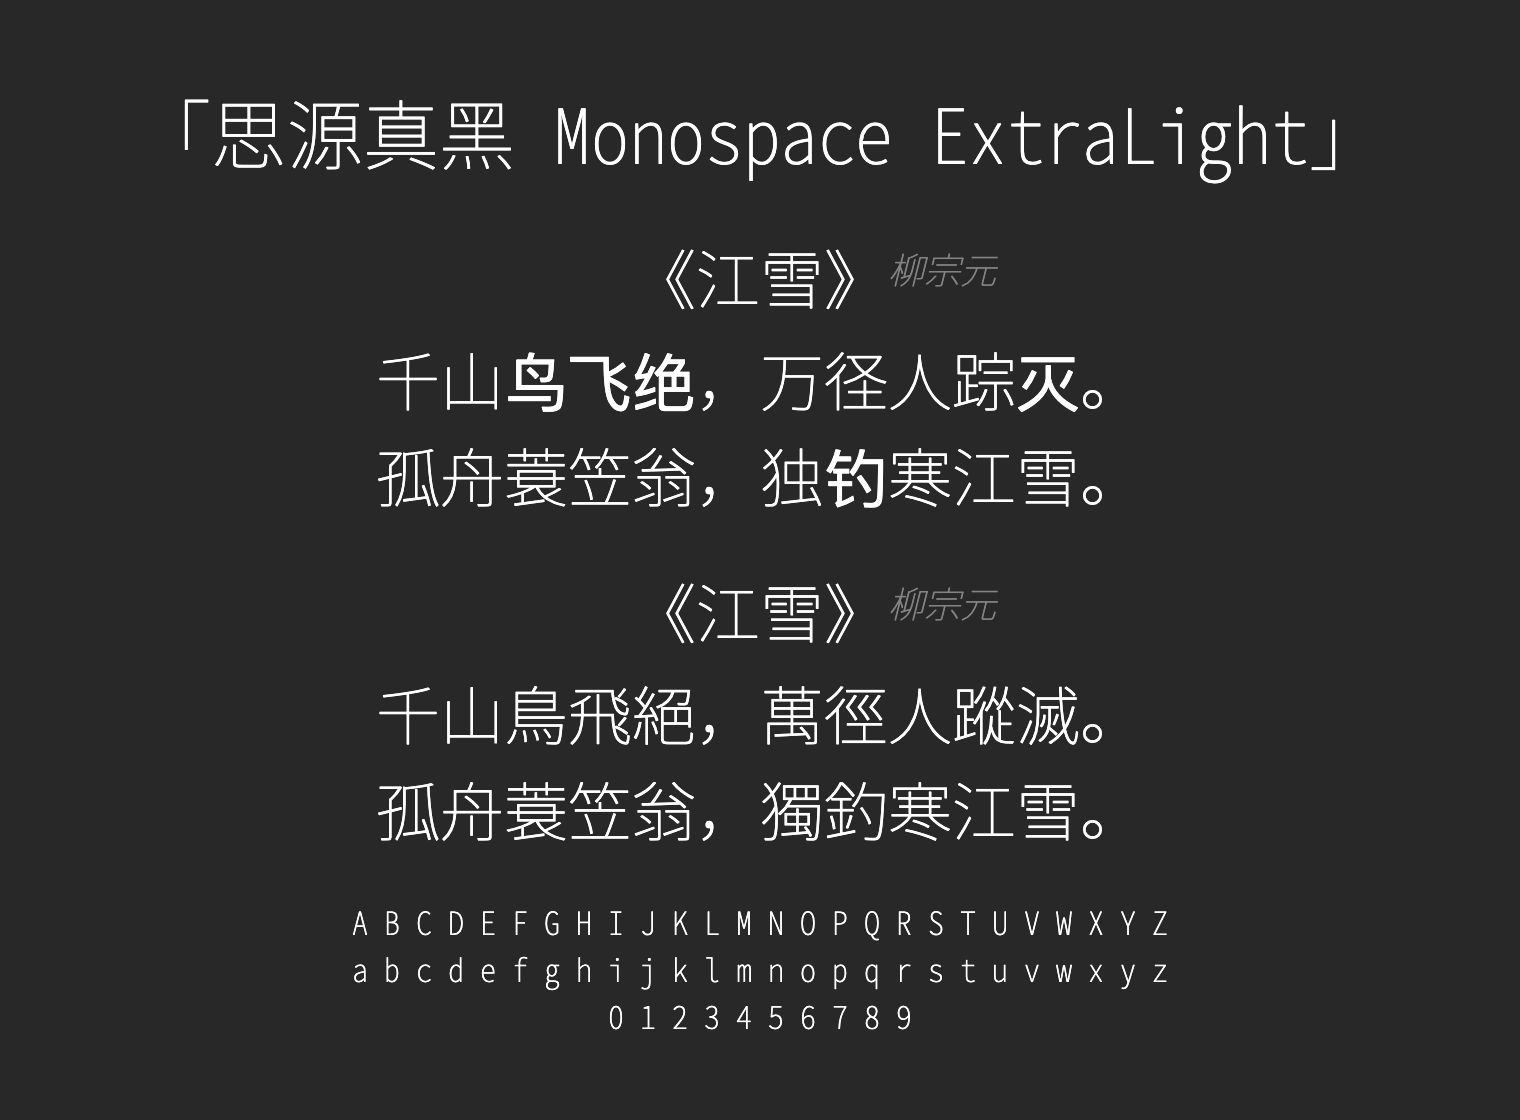 「思源真黑 Monospace ExtraLight」
《江雪》柳宗元
千山鸟飞绝，万径人踪灭。
孤舟蓑笠翁，独钓寒江雪。
《江雪》柳宗元
千山鳥飛絕，萬徑人蹤滅。
孤舟蓑笠翁，獨釣寒江雪。
A B C D E F G H I J K L M N O P Q R S T U V W X Y Z
a b c d e f g h i j k l m n o p q r s t u v w x y z
0 1 2 3 4 5 6 7 8 9